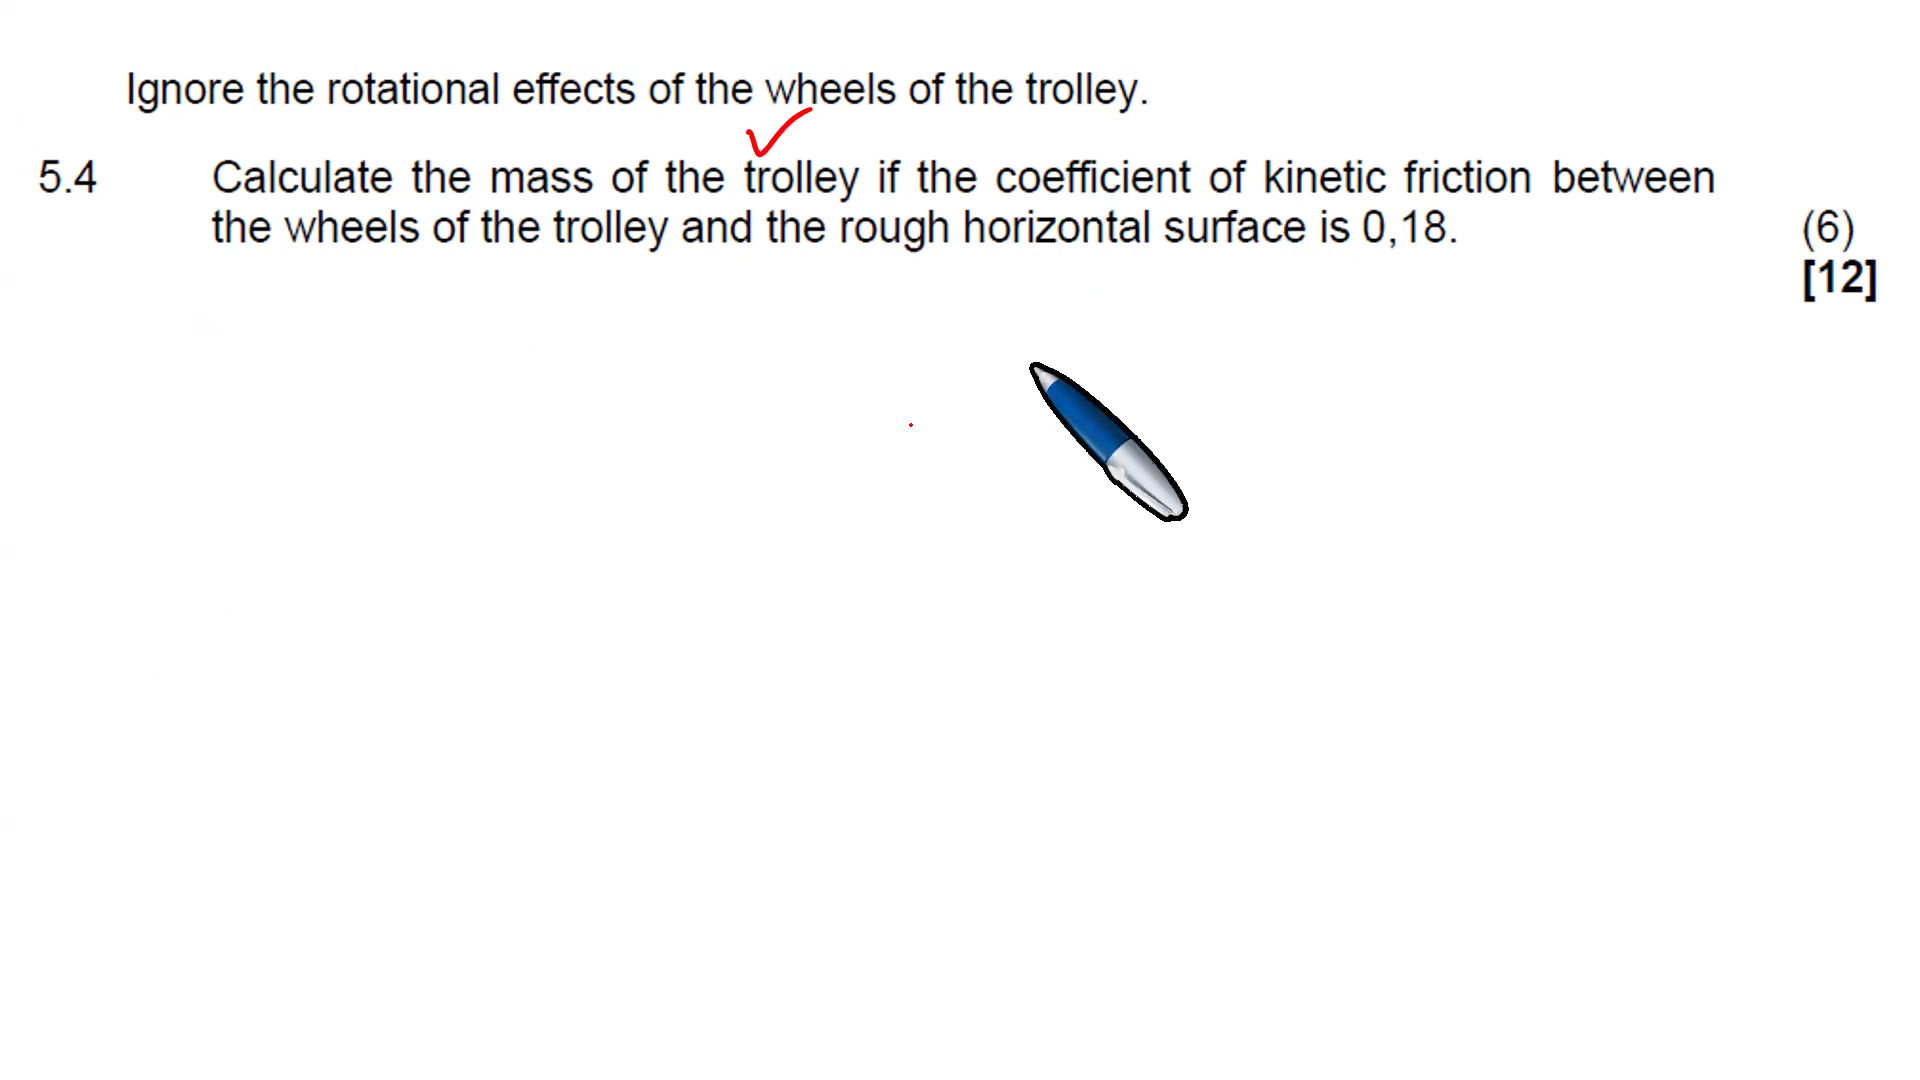 Ignore the rotational effects of the wheels of the trolley.
5.4 Calculate the mass of the trolley if the coefficient of kinetic friction between
the wheels of the trolley and the rough horizontal surface is 0,18. (6)
[12]